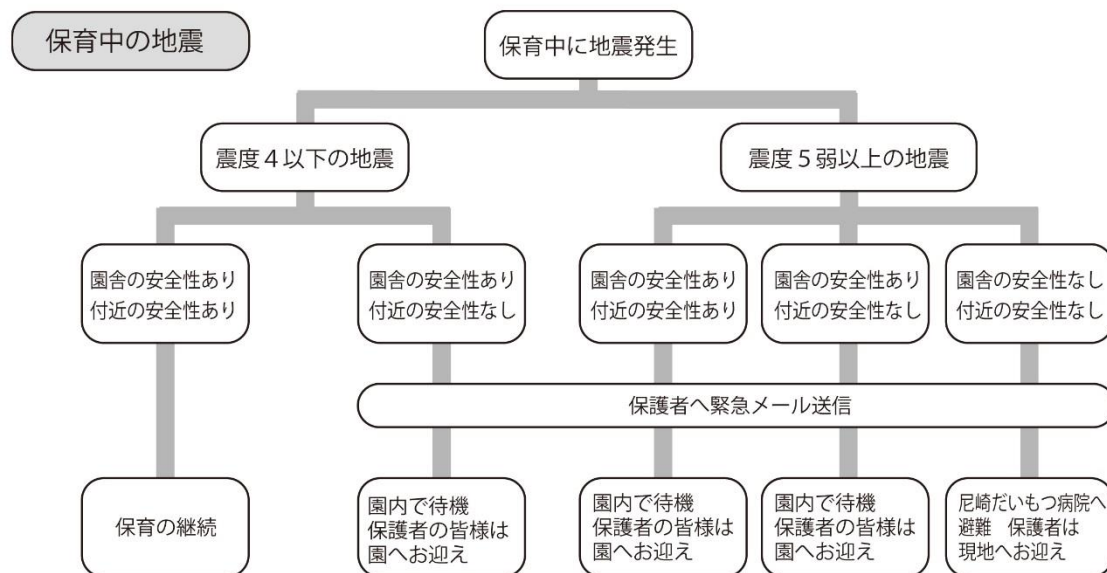 保育中の地震
保育中に地震発生
震度４以下の地震
震度５弱以上の地震
園舎の安全性あり
付近の安全性あり
園舎の安全性あり
付近の安全性なし
園舎の安全性あり
付近の安全性あり
園舎の安全性あり
付近の安全性なし
園舎の安全性なし
付近の安全性なし
保護者へ緊急メール送信
保育の継続
園内で待機
保護者の皆様は
園へお迎え
園内で待機
保護者の皆様は
園へお迎え
園内で待機
保護者の皆様は
園へお迎え
尼崎だいもつ病院へ
避難　保護者は
現地へお迎え